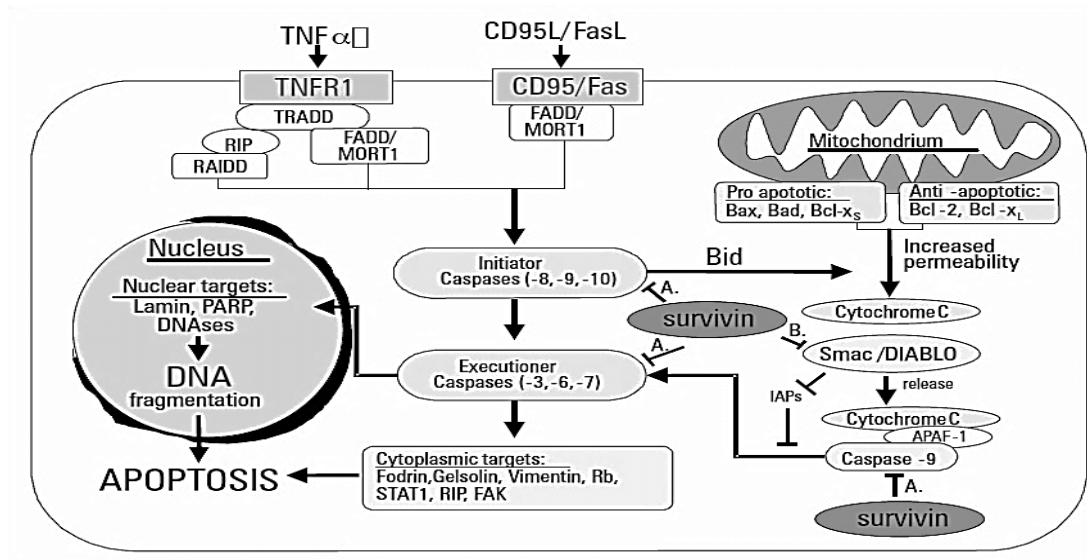 TNF α□
CD95L/FasL
TNFR1
CD95/Fas
TRADD
FADD/
MORT1
RIP
FADD/
MORT1
RAIDD
Mitochondrium
Pro apototic:
Bax, Bad, Bcl-xS
Anti -apoptotic:
Bcl -2, Bcl -xL
Increased
permeability
Nucleus
Nuclear targets:
Lamin, PARP,
DNAses
DNA
fragmentation
APOPTOSIS
Initiator
Caspases (-8, -9, -10)
Bid
A.
survivin
A.
B.
Executioner
Caspases (-3, -6, -7)
Cytoplasmic targets:
Fodrin,Gelsolin, Vimentin, Rb,
STAT1, RIP, FAK
Cytochrome C
Smac /DIABLO
release
IAPs
Cytochrome C
APAF-1
Caspase -9
A.
survivin